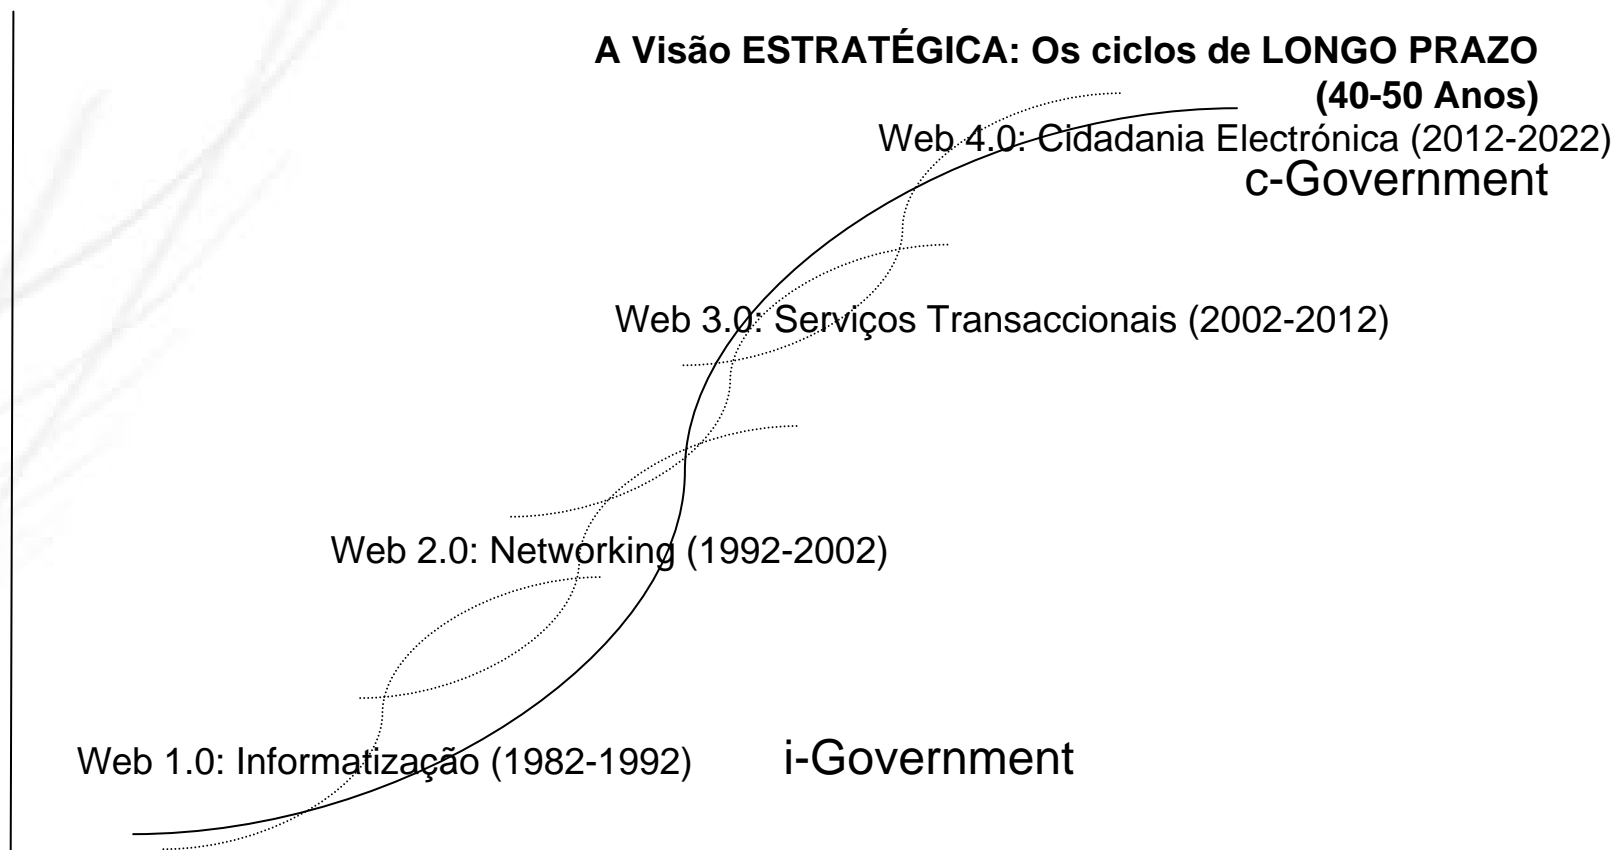 A Visão ESTRATÉGICA: Os ciclos de LONGO PRAZO
(40-50 Anos)
Web 4.0: Cidadania Electrónica (2012-2022)
c-Government
Web 3.0: Serviços Transaccionais (2002-2012)
Web 2.0: Networking (1992-2002)
Web 1.0: Informatização (1982-1992) i-Government